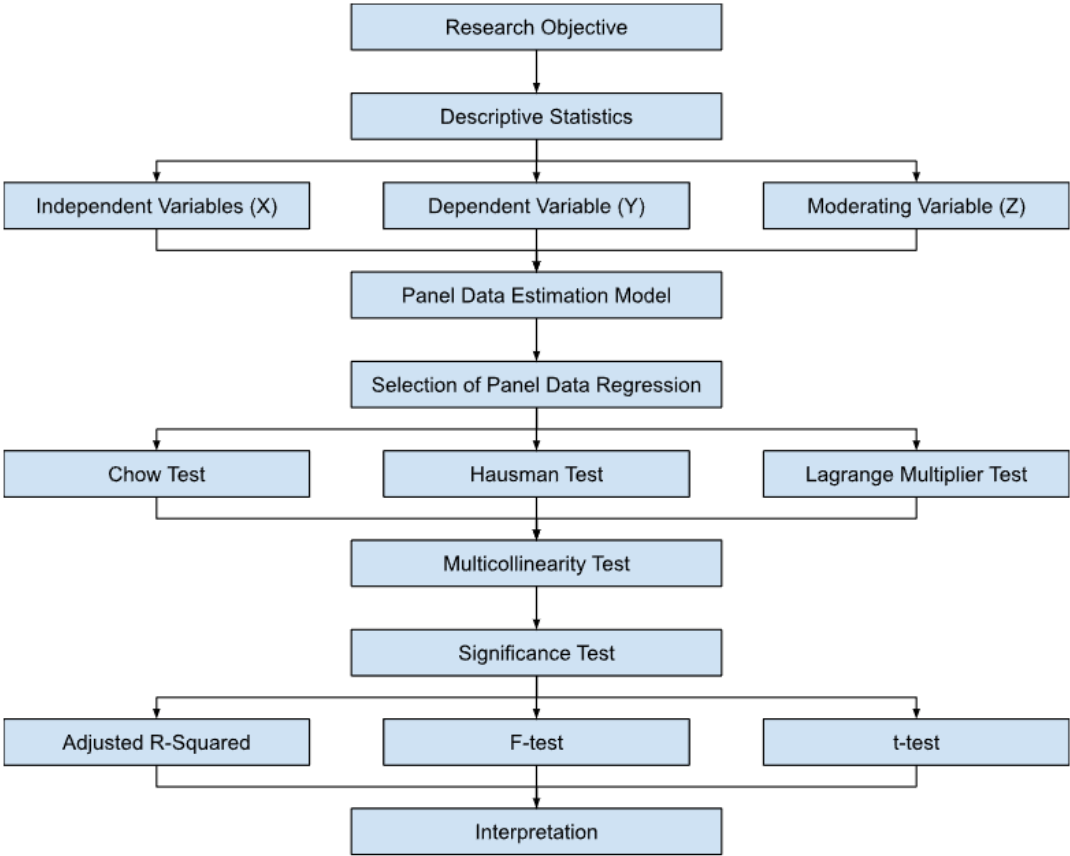 Research Objective
Descriptive Statistics
Independent Variables (X)
Dependent Variable (Y)
Moderating Variable (Z)
Panel Data Estimation Model
Selection of Panel Data Regression
Chow Test
Hausman Test
Lagrange Multiplier Test
Multicollinearity Test
Significance Test
Adjusted R-Squared
F-test
t-test
Interpretation